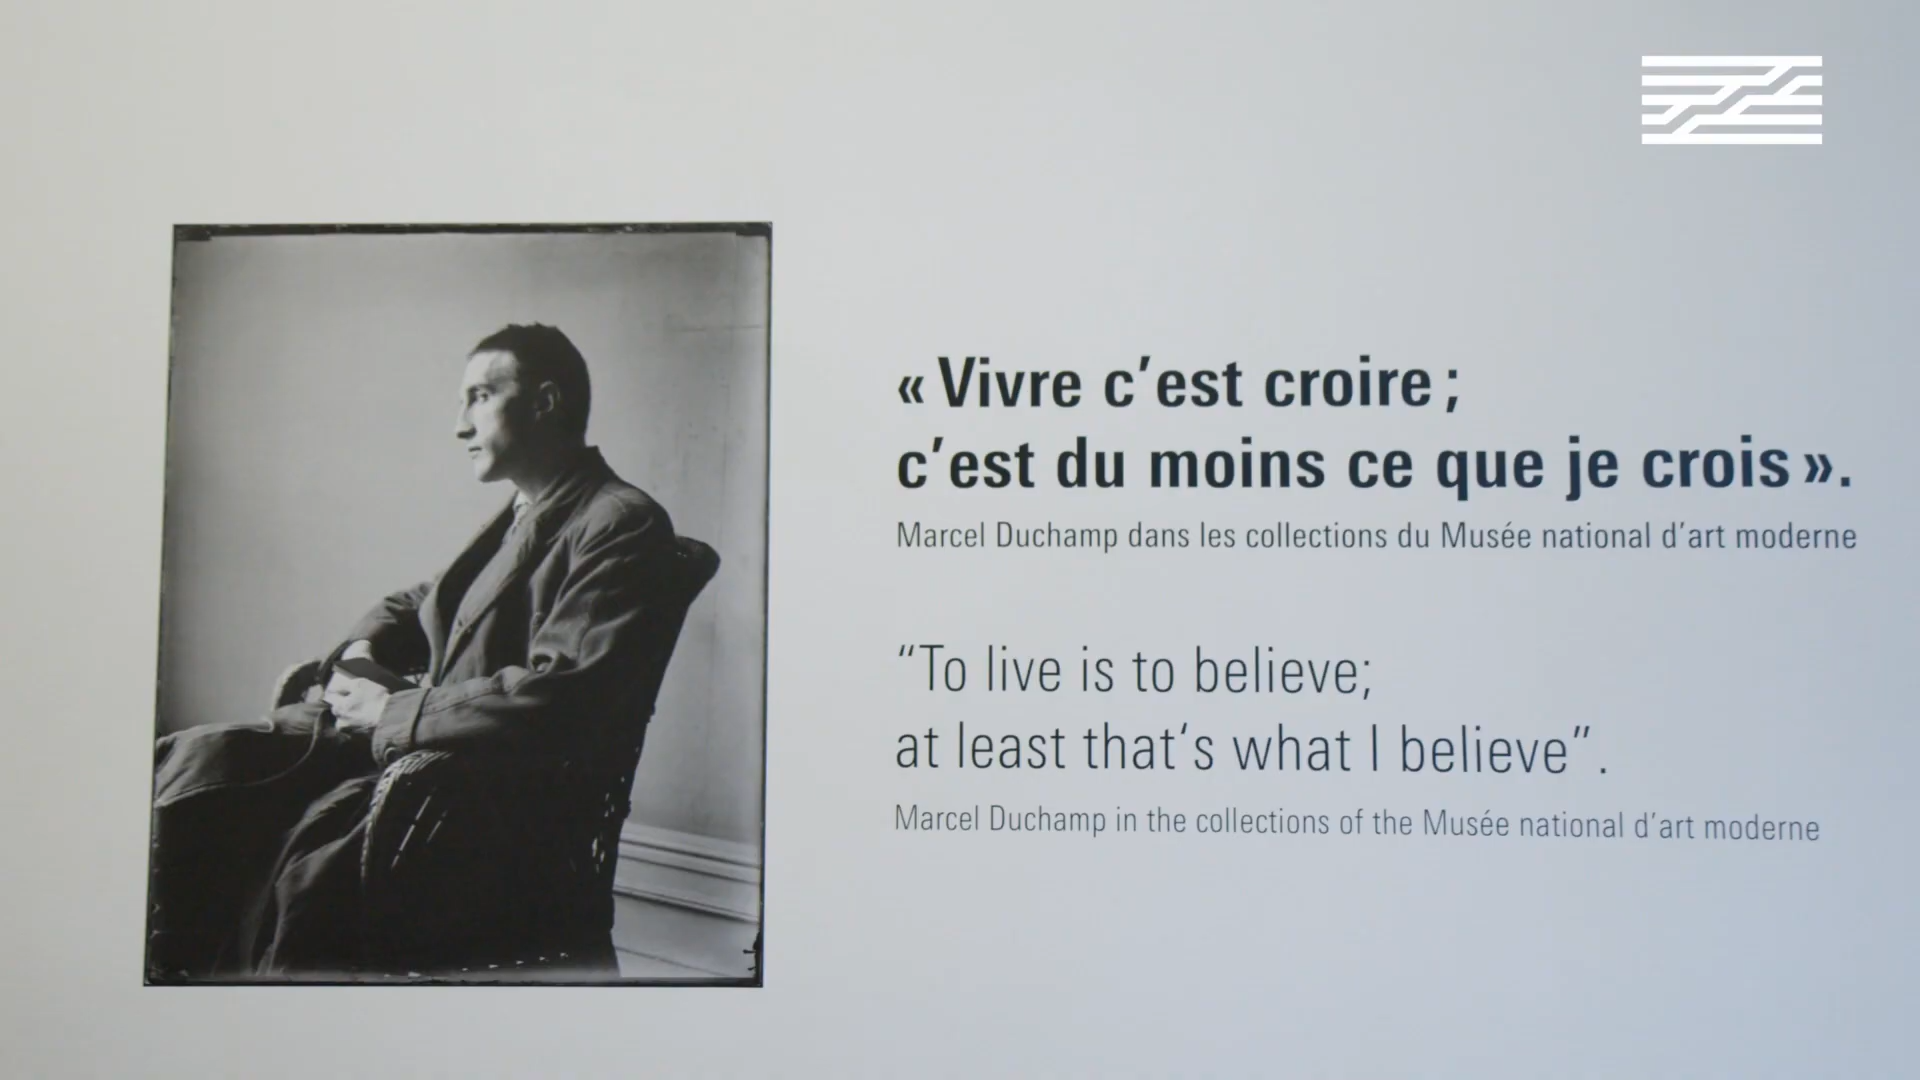 « Vivre c’est croire ;
c’est du moins ce que je crois ».
Marcel Duchamp dans les collections du Musée national d’art moderne
“To live is to believe;
at least that‘s what I believe”.
Marcel Duchamp in the collections of the Musée national d’art moderne